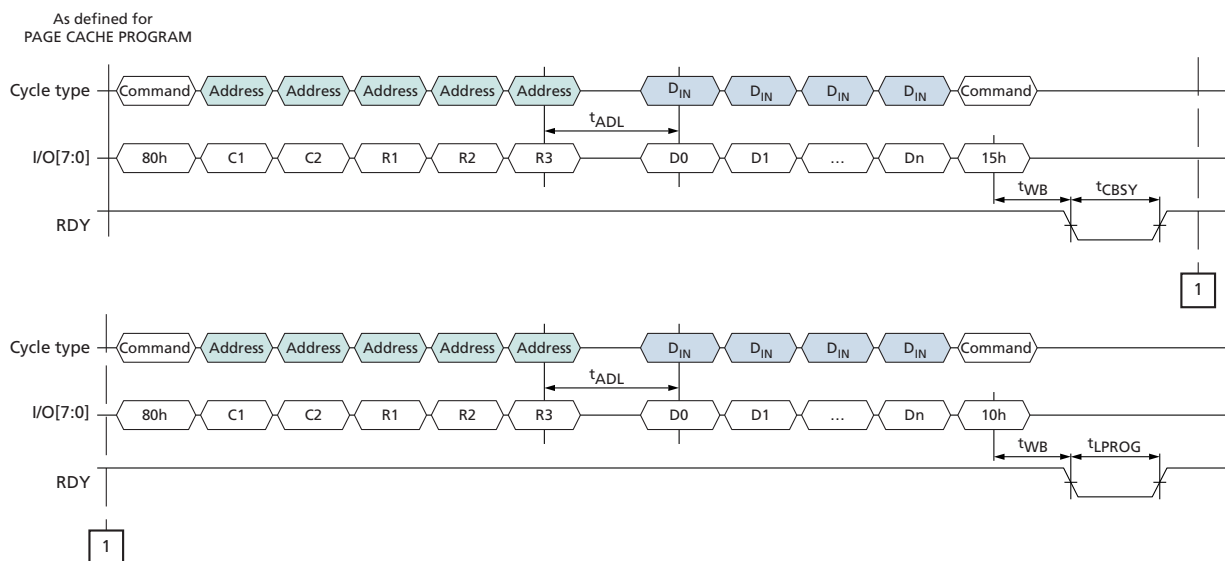 As defined for
PAGE CACHE PROGRAM
Cycle type Command Address Address Address Address Address DIN DIN DIN DIN Command
tADL
I/O[7:0] 80h C1 C2 R1 R2 R3 D0 D1 … Dn 15h
tWB tCBSY
RDY
1
Cycle type Command Address Address Address Address Address DIN DIN DIN DIN Command
tADL
I/O[7:0] 80h C1 C2 R1 R2 R3 D0 D1 … Dn 10h
tWB tLPROG
RDY
1